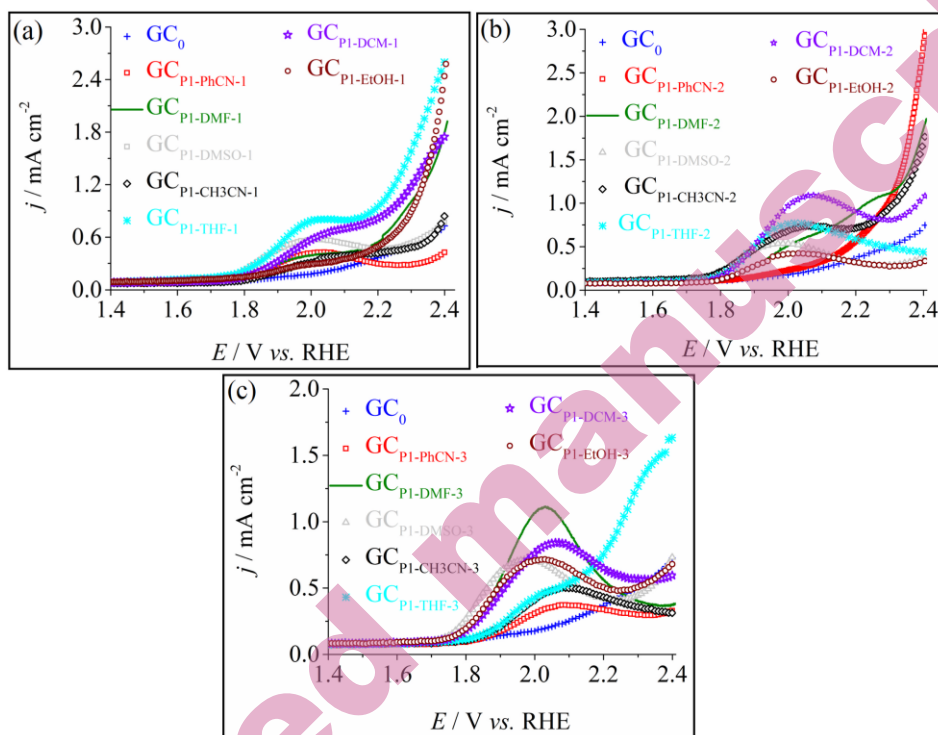 (a)
GC0
GCP1-DCM-1
GCP1-PhCN-1
GCP1-EtOH-1
GCP1-DMF-1
GCP1-DMSO-1
GCP1-CH3CN-1
GCP1-THF-1
3.0
2.4
1.8
1.2
0.6
0.0
j / mA cm-2
1.4 1.6 1.8 2.0 2.2 2.4
E / V vs. RHE
(b)
GC0
GCP1-DCM-2
GCP1-PhCN-2
GCP1-EtOH-2
GCP1-DMF-2
GCP1-DMSO-2
GCP1-CH3CN-2
GCP1-THF-2
3.0
2.5
2.0
1.5
1.0
0.5
0.0
j / mA cm-2
1.4 1.6 1.8 2.0 2.2 2.4
E / V vs. RHE
(c)
GC0
GCP1-DCM-3
GCP1-PhCN-3
GCP1-EtOH-3
GCP1-DMF-3
GCP1-DMSO-3
GCP1-CH3CN-3
GCP1-THF-3
2.0
1.5
1.0
0.5
0.0
j / mA cm-2
1.4 1.6 1.8 2.0 2.2 2.4
E / V vs. RHE
ed manusc